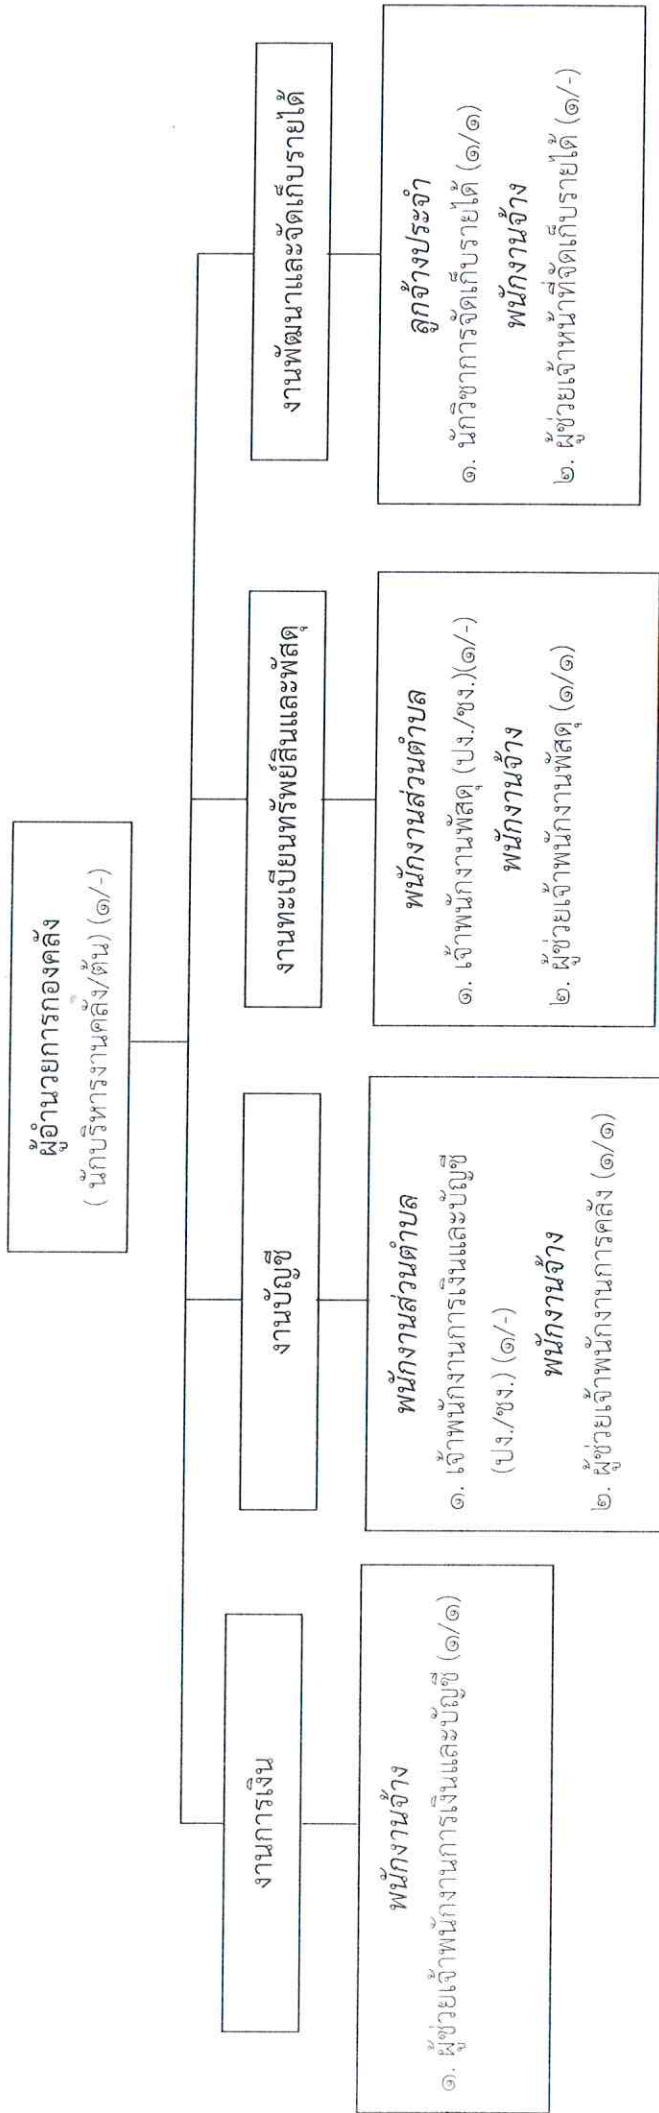 ผู้อำนวยการกองคลัง
( นักบริหารงานคลัง/ต้น) (๑/-)
งานการเงิน
พนักงานจ้าง
๑. ผู้ช่วยเจ้าพนักงานการเงินและบัญชี (๑/๑)
งานบัญชี
พนักงานส่วนตำบล
๑. เจ้าพนักงานการเงินและบัญชี
(ปง./ชง.) (๑/-)
พนักงานจ้าง
๒. ผู้ช่วยเจ้าพนักงานการคลัง (๑/๑)
งานทะเบียนทรัพย์สินและพัสดุ
พนักงานส่วนตำบล
๑. เจ้าพนักงานพัสดุ (ปง./ชง.)(๑/-)
พนักงานจ้าง
๒. ผู้ช่วยเจ้าพนักงานพัสดุ (๑/๑)
งานพัฒนาและจัดเก็บรายได้
ลูกจ้างประจำ
๑. นักวิชาการจัดเก็บรายได้ (๑/๑)
พนักงานจ้าง
๒. ผู้ช่วยเจ้าหน้าที่จัดเก็บรายได้ (๑/-)